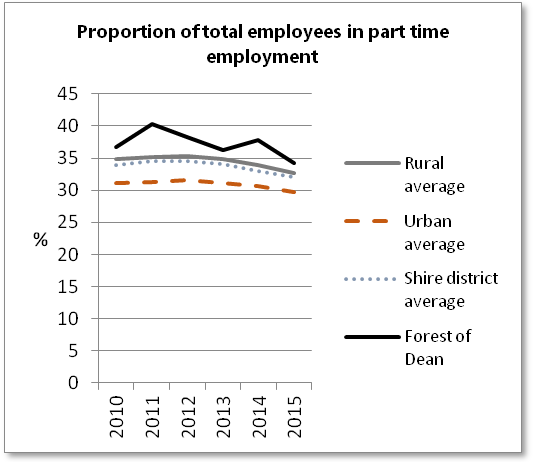 Proportion of total employees in part time
employment
45
40
35
30
25
20
15
10
5
0
%
2010
2011
2012
2013
2014
2015
Rural
average
Urban
average
Shire district
average
Forest of
Dean